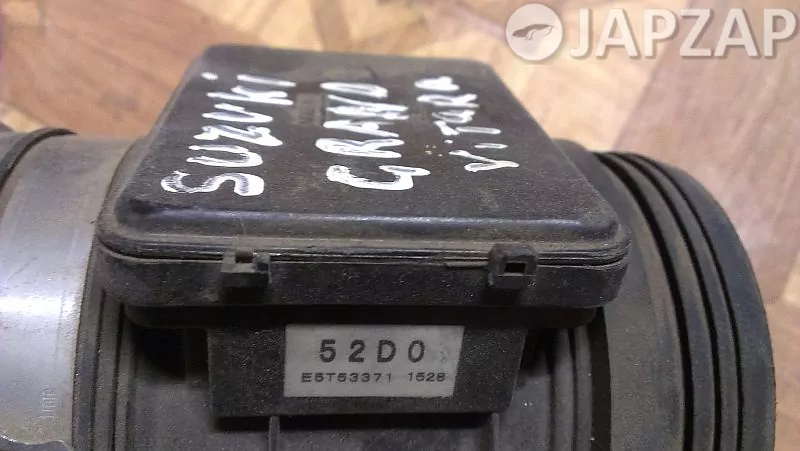 JAPZAP
SUZUKI
GRAND
ViTARA
52D0
E5T53371 1528